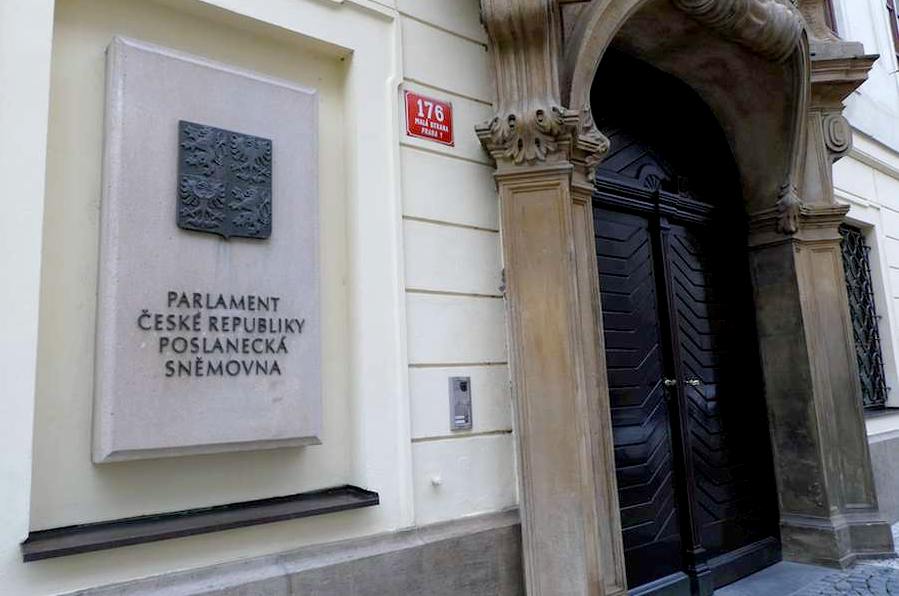 PARLAMENT
ČESKÉ REPUBLIKY
POSLANECKÁ
SNĚMOVNA
176
MALÁ STRANA
PRAHA 1